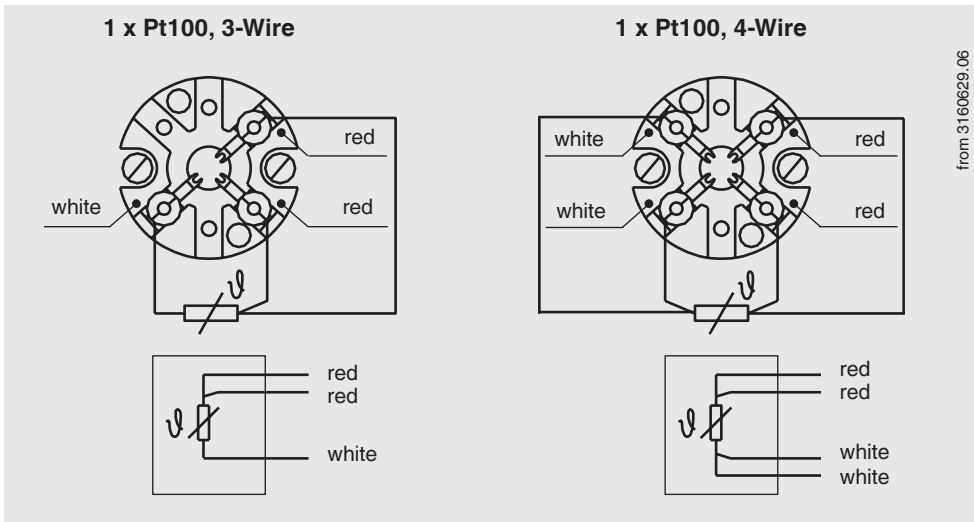 1 x Pt100, 3-Wire
red
white
red
ϑ
red
red
ϑ
white
1 x Pt100, 4-Wire
white
red
white
red
ϑ
red
red
ϑ
white
white
from 3160629.06